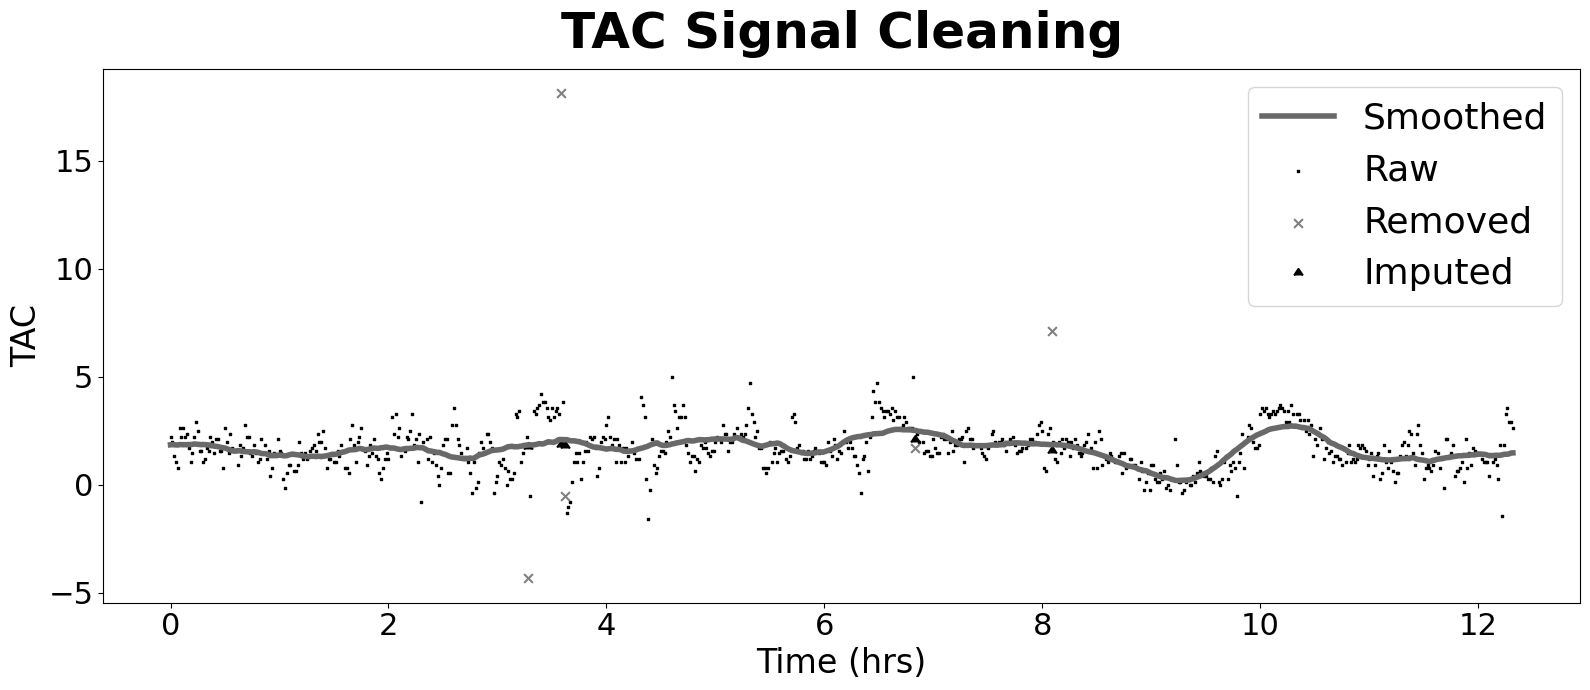 TAC Signal Cleaning
Smoothed
Raw
Removed
Imputed
TAC
15
10
5
0
−5
0 2 4 6 8 10 12
Time (hrs)